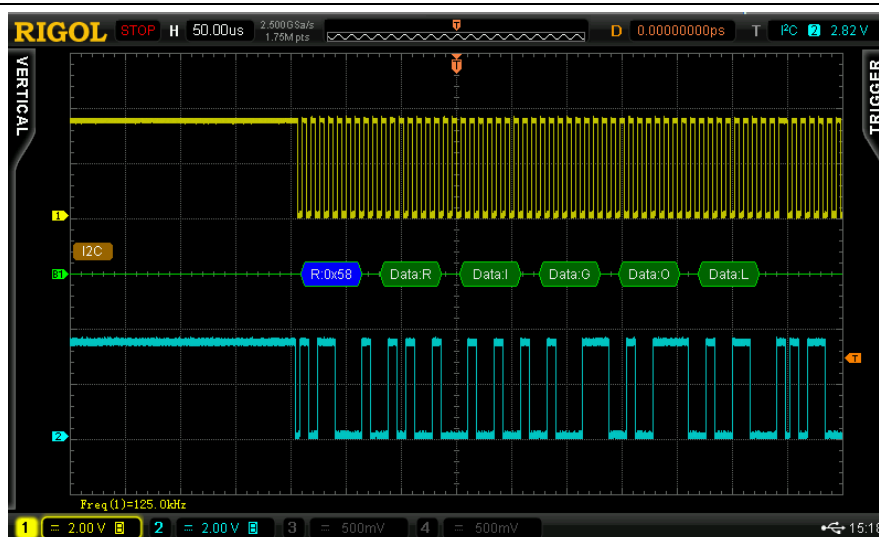 RIGOL STOP H 50.00us 2.500GSa/s 1.75M pts D 0.00000000ps T I²C 2 2.82 V
T
VERTICAL
TRIGGER
1
I2C
B1 R:0x58 Data:R Data:I Data:G Data:O Data:L
T
2
Freq(1)=125.0kHz
1 = 2.00 V B 2 = 2.00 V B 3 = 500mV 4 = 500mV 15:18